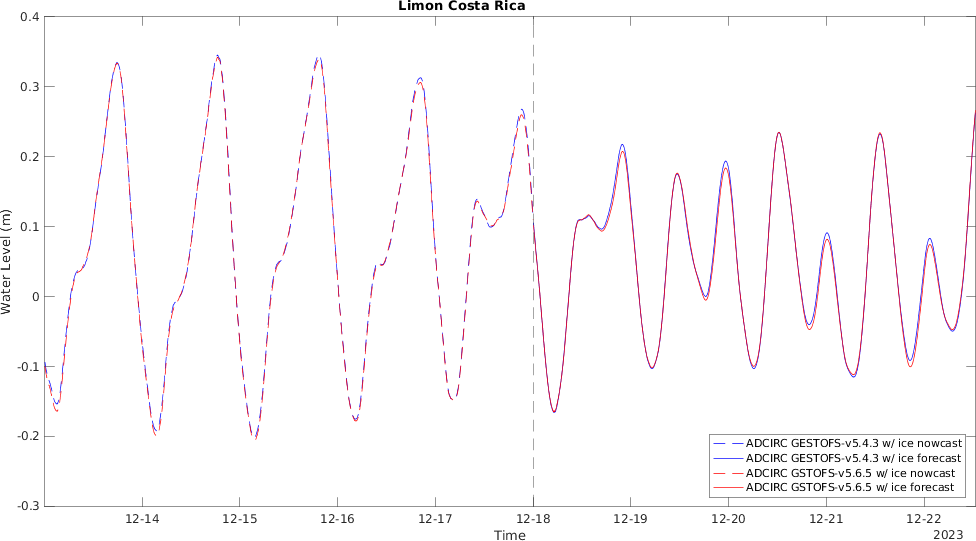 Limon Costa Rica
0.4
0.3
0.2
0.1
0
-0.1
-0.2
-0.3
Water Level (m)
12-14 12-15 12-16 12-17 12-18 12-19 12-20 12-21 12-22
Time
2023
ADCIRC GESTOFS-v5.4.3 w/ ice nowcast
ADCIRC GESTOFS-v5.4.3 w/ ice forecast
ADCIRC GSTOFS-v5.6.5 w/ ice nowcast
ADCIRC GSTOFS-v5.6.5 w/ ice forecast